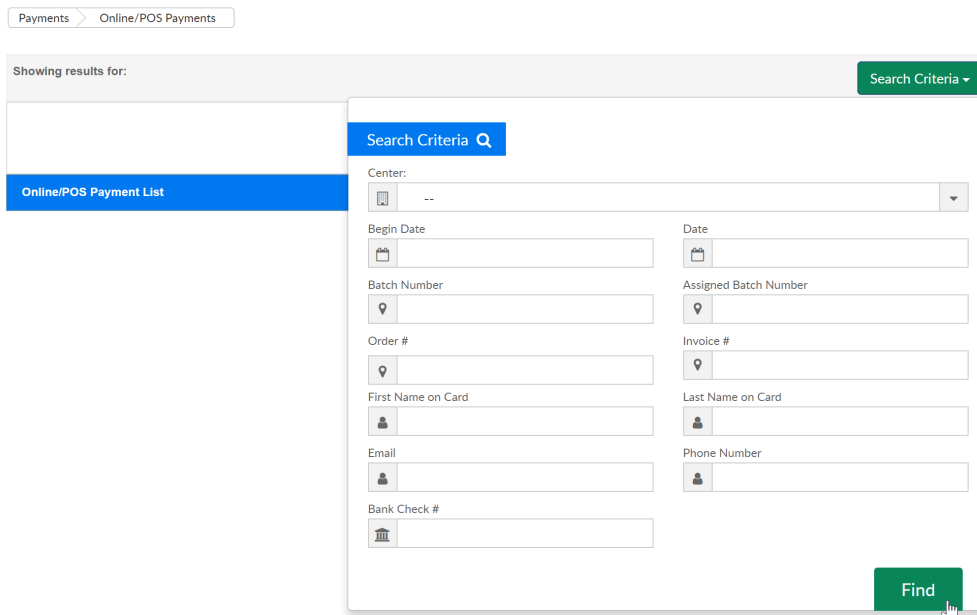 Payments Online/POS Payments
Showing results for:
Search Criteria
Search Criteria
Center:
--
Online/POS Payment List
Begin Date Date
Batch Number Assigned Batch Number
Order # Invoice #
First Name on Card Last Name on Card
Email Phone Number
Bank Check #
Find